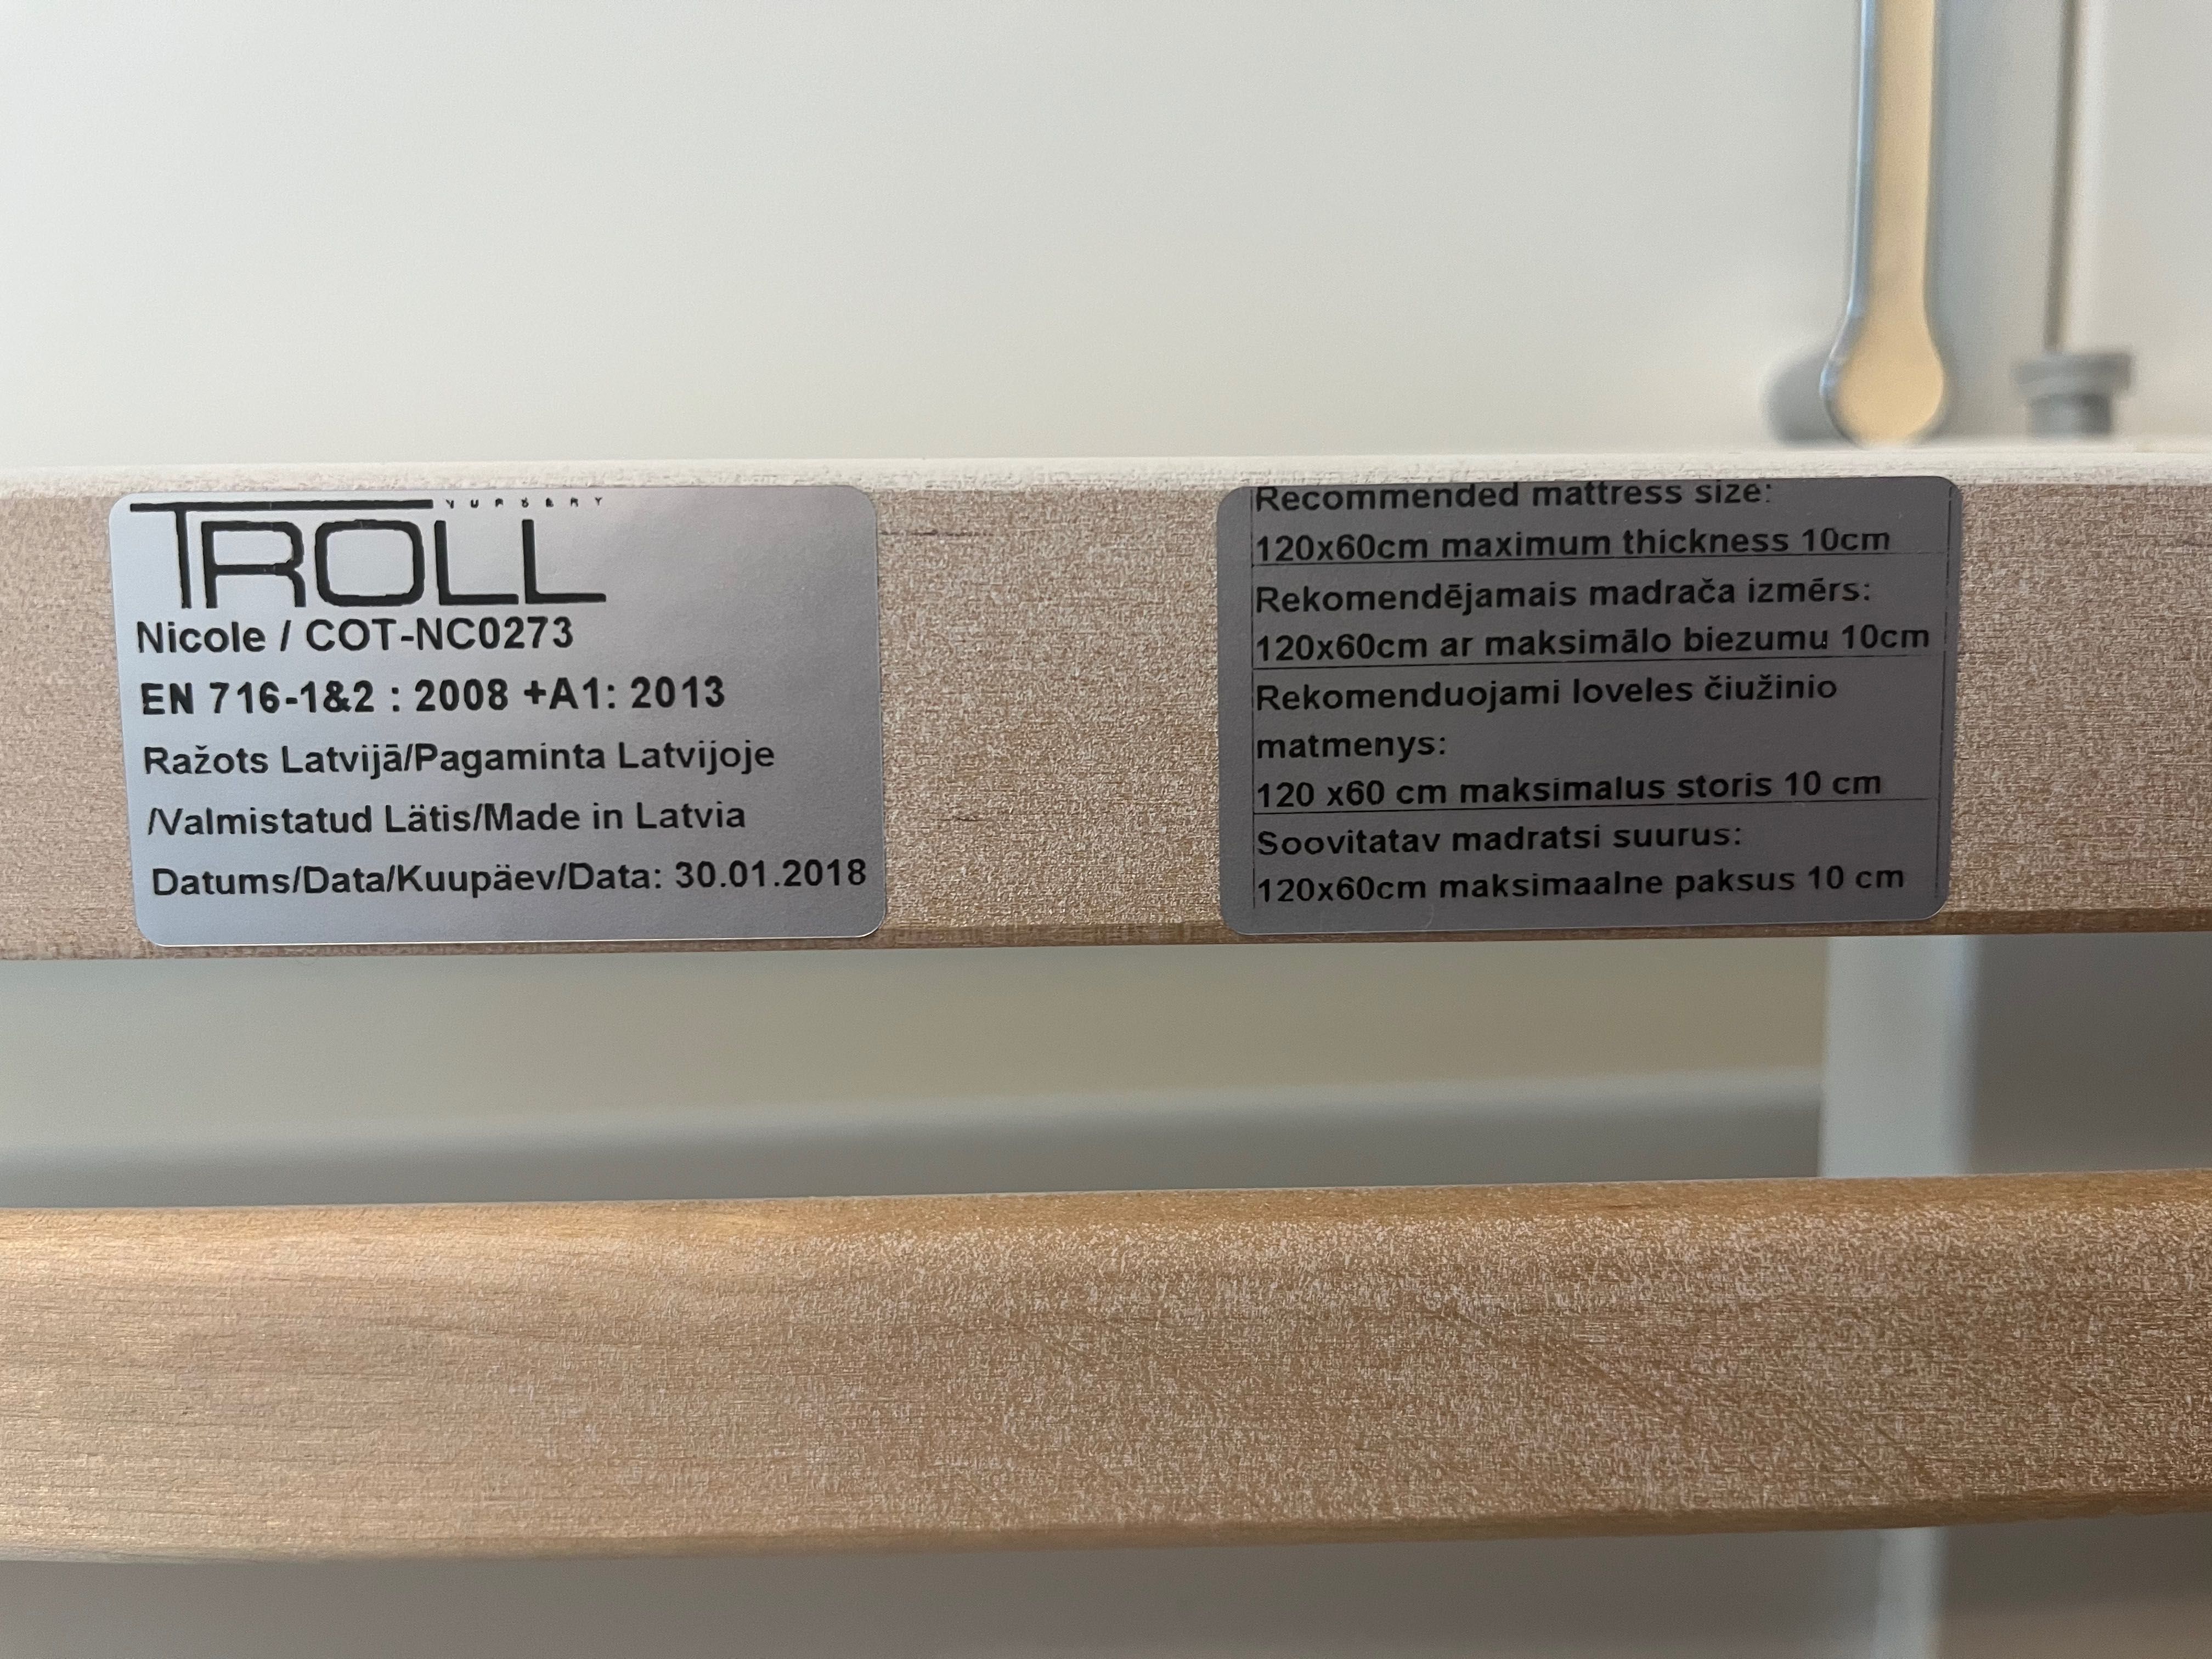 TROLL
Nicole / COT-NC0273
EN 716-1&2 : 2008 +A1: 2013
Ražots Latvijā/Pagaminta Latvijoje
/Valmistatud Lätis/Made in Latvia
Datums/Data/Kuupäev/Data: 30.01.2018
Recommended mattress size:
120x60cm maximum thickness 10cm
Rekomendējamais madrača izmērs:
120x60cm ar maksimālo biezumu 10cm
Rekomenduojami loveles čiužinio
matmenys:
120 x60 cm maksimalus storis 10 cm
Soovitatav madratsi suurus:
120x60cm maksimaalne paksus 10 cm